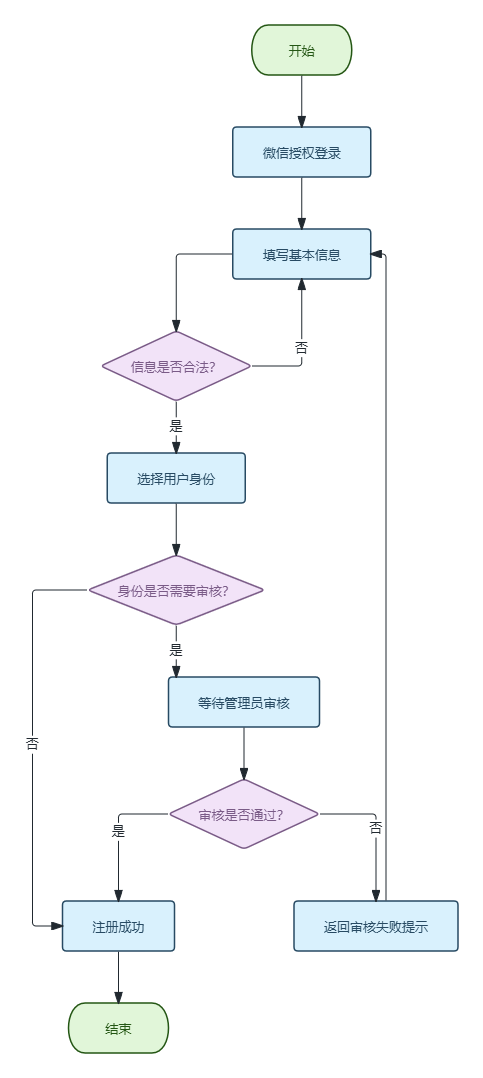 开始
微信授权登录
填写基本信息
否
信息是否合法?
是
选择用户身份
身份是否需要审核?
是
等待管理员审核
否
审核是否通过?
是
否
注册成功
返回审核失败提示
结束